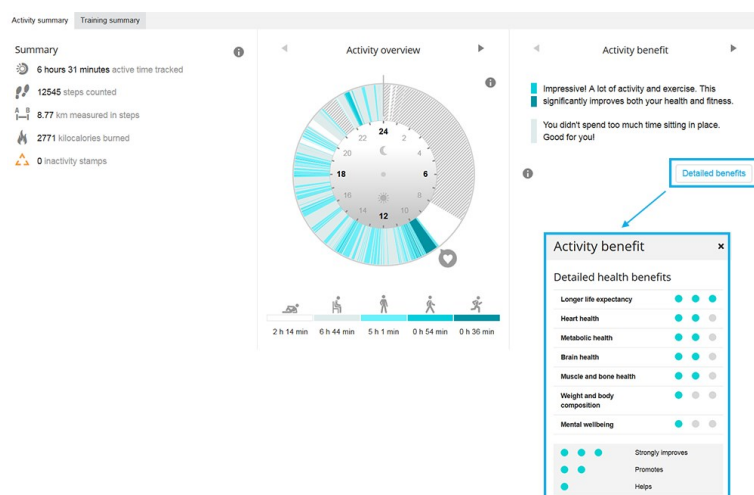 Activity summary
Training summary
Summary
6 hours 31 minutes active time tracked
12545 steps counted
A B
8.77 km measured in steps
2771 kilocalories burned
0 inactivity stamps
Activity overview
24
22
2
20
4
18
6
16
8
14
10
12
2 h 14 min
6 h 44 min
5 h 1 min
0 h 54 min
0 h 36 min
Activity benefit
Impressive! A lot of activity and exercise. This
significantly improves both your health and fitness.
You didn't spend too much time sitting in place.
Good for you!
Detailed benefits
Activity benefit
×
Detailed health benefits
Longer life expectancy
Heart health
Metabolic health
Brain health
Muscle and bone health
Weight and body
composition
Mental wellbeing
Strongly improves
Promotes
Helps